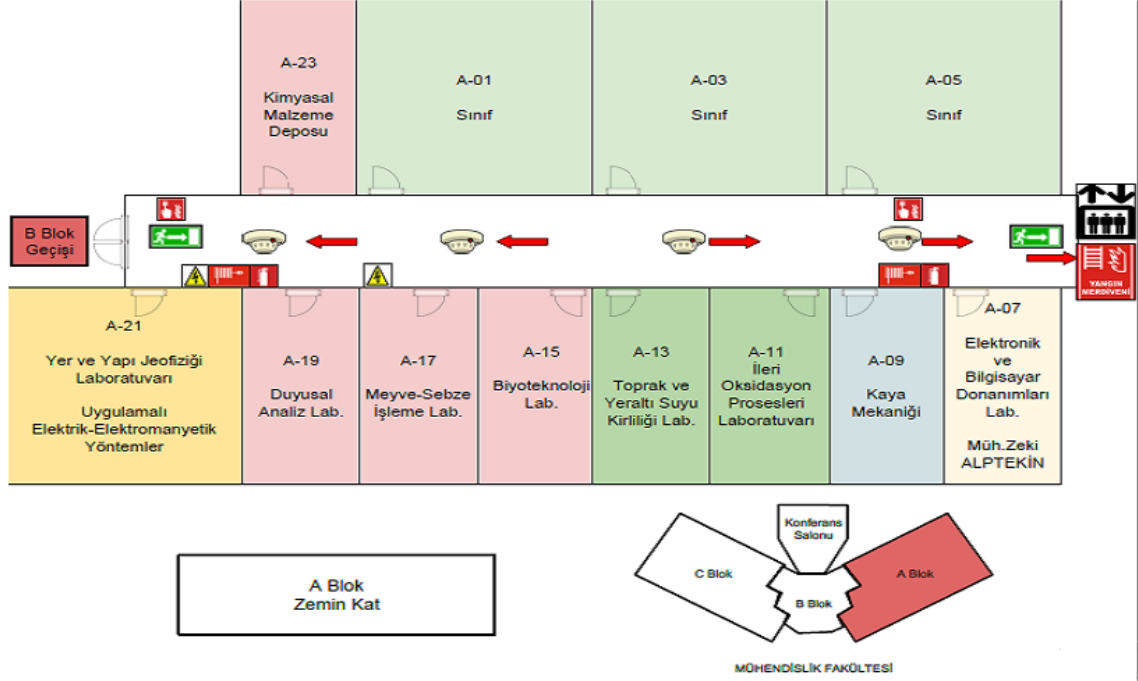 A-23
Kimyasal
Malzeme
Deposu
A-01
Sınıf
A-03
Sınıf
A-05
Sınıf
B Blok
Geçişi
YANGIN
MERDİVENİ
A-21
Yer ve Yapı Jeofiziği
Laboratuvarı
Uygulamalı
Elektrik-Elektromanyetik
Yöntemler
A-19
Duyusal
Analiz Lab.
A-17
Meyve-Sebze
İşleme Lab.
A-15
Biyoteknoloji
Lab.
A-13
Toprak ve
Yeraltı Suyu
Kirliliği Lab.
A-11
İleri
Oksidasyon
Prosesleri
Laboratuvarı
A-09
Kaya
Mekaniği
A-07
Elektronik
ve
Bilgisayar
Donanımları
Lab.
Müh.Zeki
ALPTEKİN
A Blok
Zemin Kat
Konferans
Salonu
C Blok
B Blok
A Blok
MÜHENDİSLİK FAKÜLTESİ